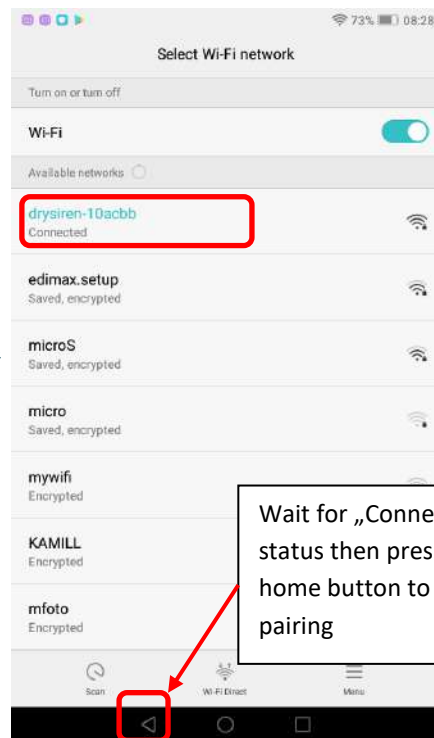 73% 08:28
Select Wi-Fi network
Turn on or turn off
Wi-Fi
Available networks
drysiren-10acbb
Connected
edimax.setup
Saved, encrypted
microS
Saved, encrypted
micro
Saved, encrypted
mywifi
Encrypted
KAMILL
Encrypted
mfoto
Encrypted
Wait for „Conne
status then pres
home button to
pairing
Scan
Wi-Fi Direct
Menu